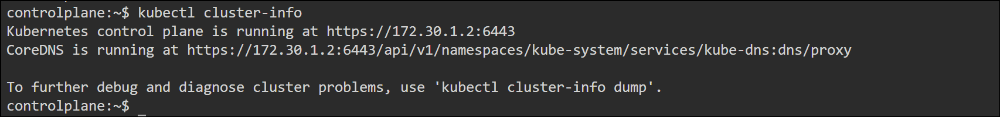 controlplane:~$ kubectl cluster-info
Kubernetes control plane is running at https://172.30.1.2:6443
CoreDNS is running at https://172.30.1.2:6443/api/v1/namespaces/kube-system/services/kube-dns:dns/proxy
To further debug and diagnose cluster problems, use 'kubectl cluster-info dump'.
controlplane:~$